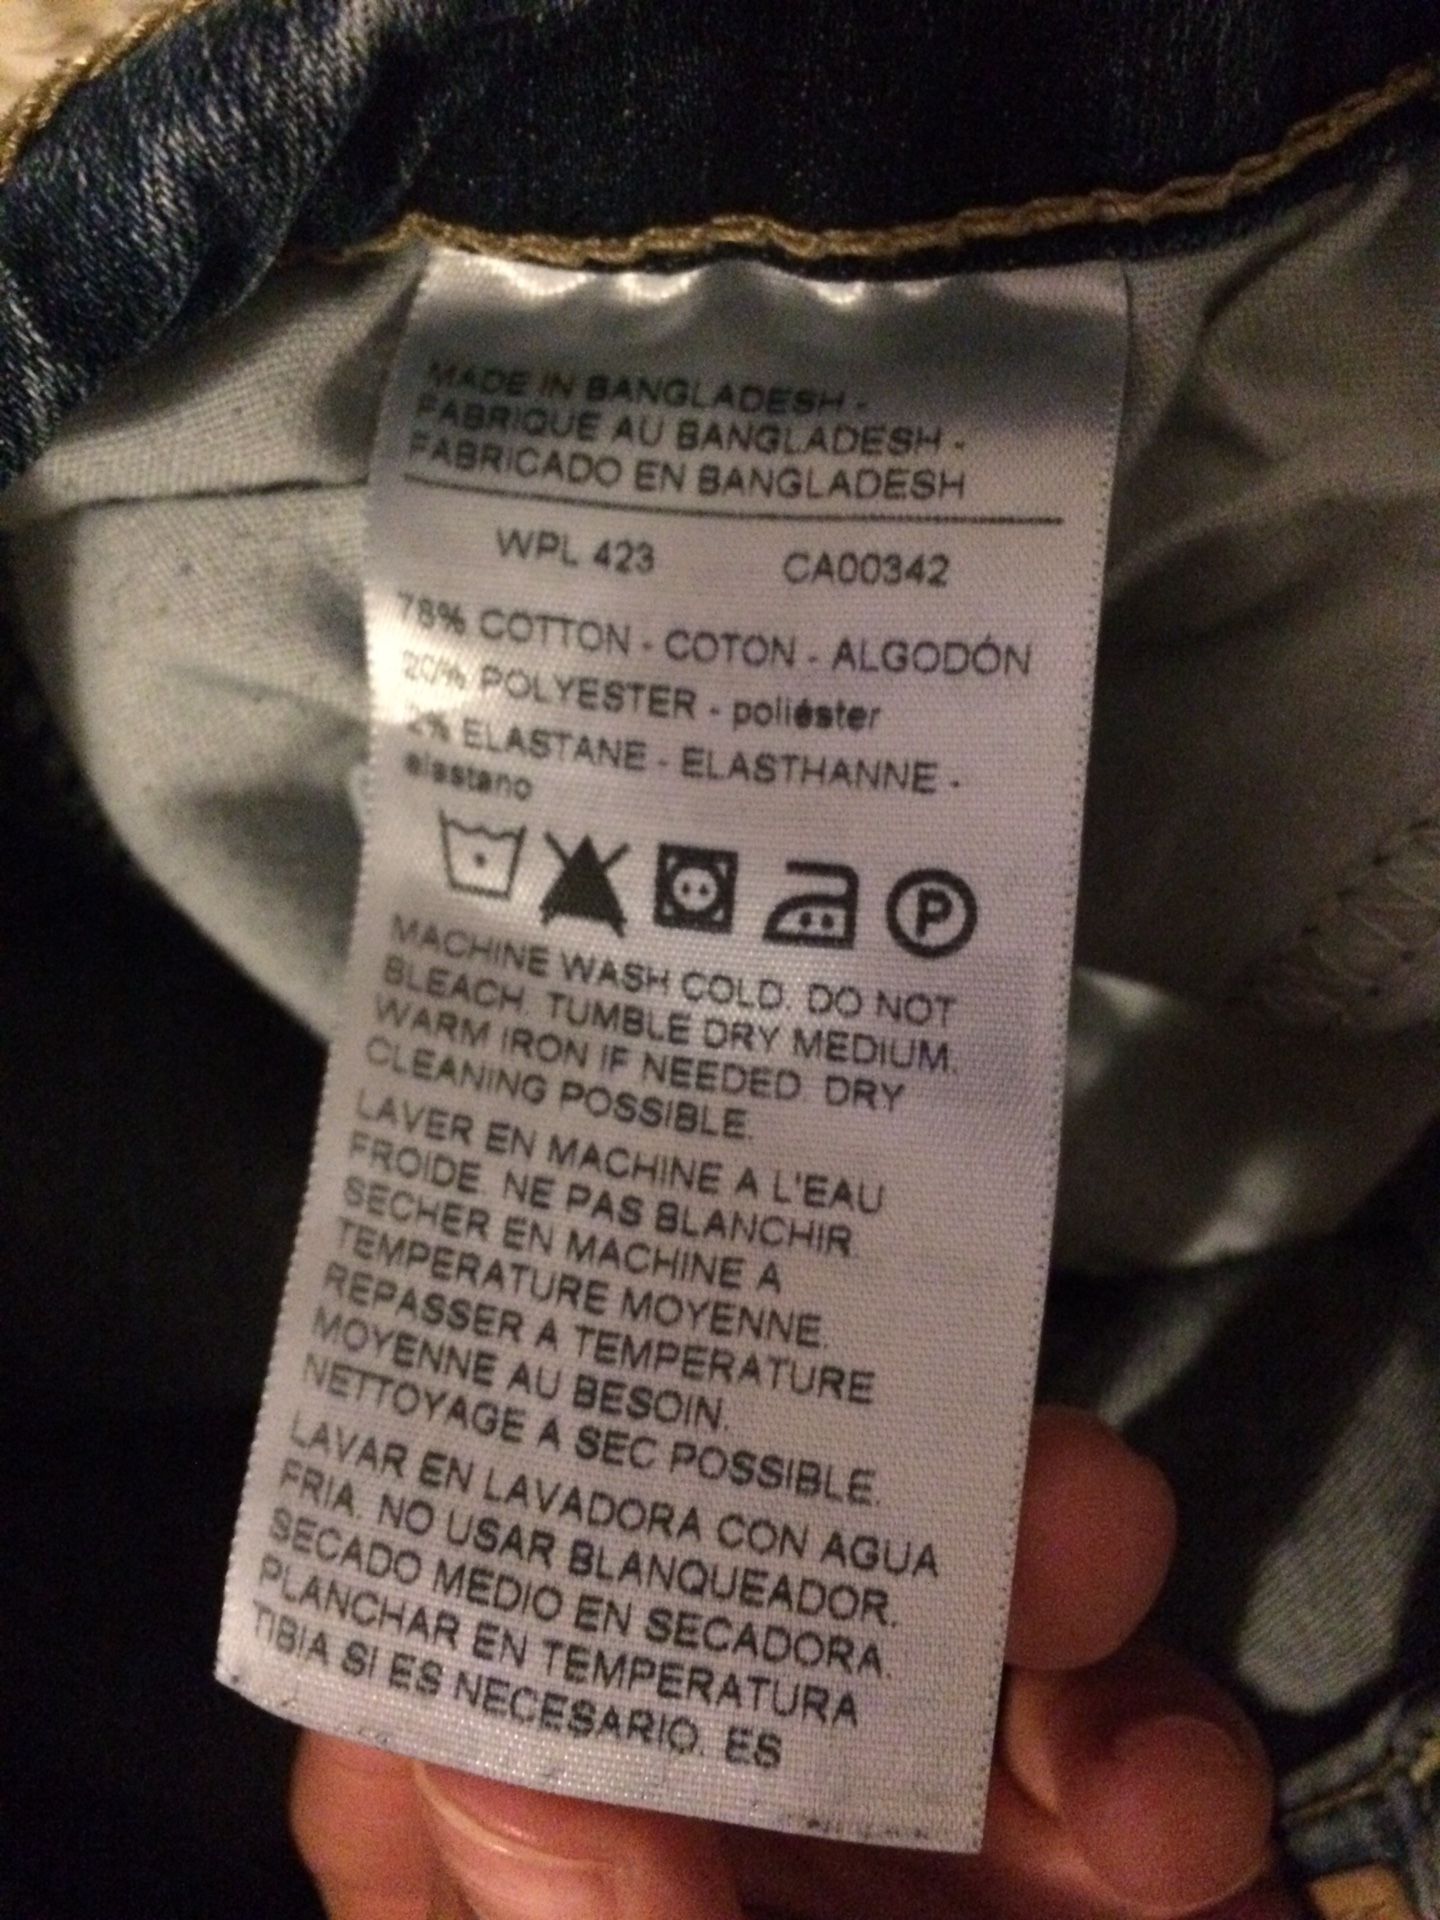 MADE IN BANGLADESH -
FABRIQUE AU BANGLADESH -
FABRICADO EN BANGLADESH
WPL 423 CA00342
78% COTTON - COTON - ALGODÓN
20% POLYESTER - poliéster
2% ELASTANE - ELASTHANNE -
elastano
P
MACHINE WASH COLD. DO NOT
BLEACH. TUMBLE DRY MEDIUM.
WARM IRON IF NEEDED DRY
CLEANING POSSIBLE.
LAVER EN MACHINE A L'EAU
FROIDE. NE PAS BLANCHIR.
SECHER EN MACHINE A
TEMPERATURE MOYENNE.
REPASSER A TEMPERATURE
MOYENNE AU BESOIN.
NETTOYAGE A SEC POSSIBLE.
LAVAR EN LAVADORA CON AGUA
FRIA. NO USAR BLANQUEADOR.
SECADO MEDIO EN SECADORA.
PLANCHAR EN TEMPERATURA
TIBIA SI ES NECESARIO. ES